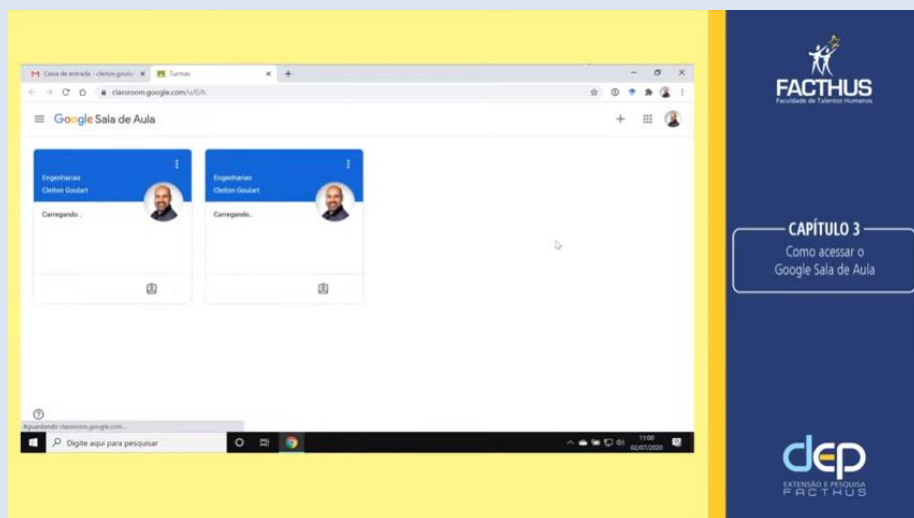 Caixa de entrada - cleiton.goular
Turmas
classroom.google.com/u/0/h
Google Sala de Aula
Engenharias
Cleiton Goulart
Carregando..
Engenharias
Cleiton Goulart
Carregando..
Aguardando classroom.google.com...
Digite aqui para pesquisar
11:00
02/07/2020
FACTHUS
Faculdade de Talentos Humanos
CAPÍTULO 3
Como acessar o
Google Sala de Aula
dep
EXTENSÃO E PESQUISA
FACTHUS